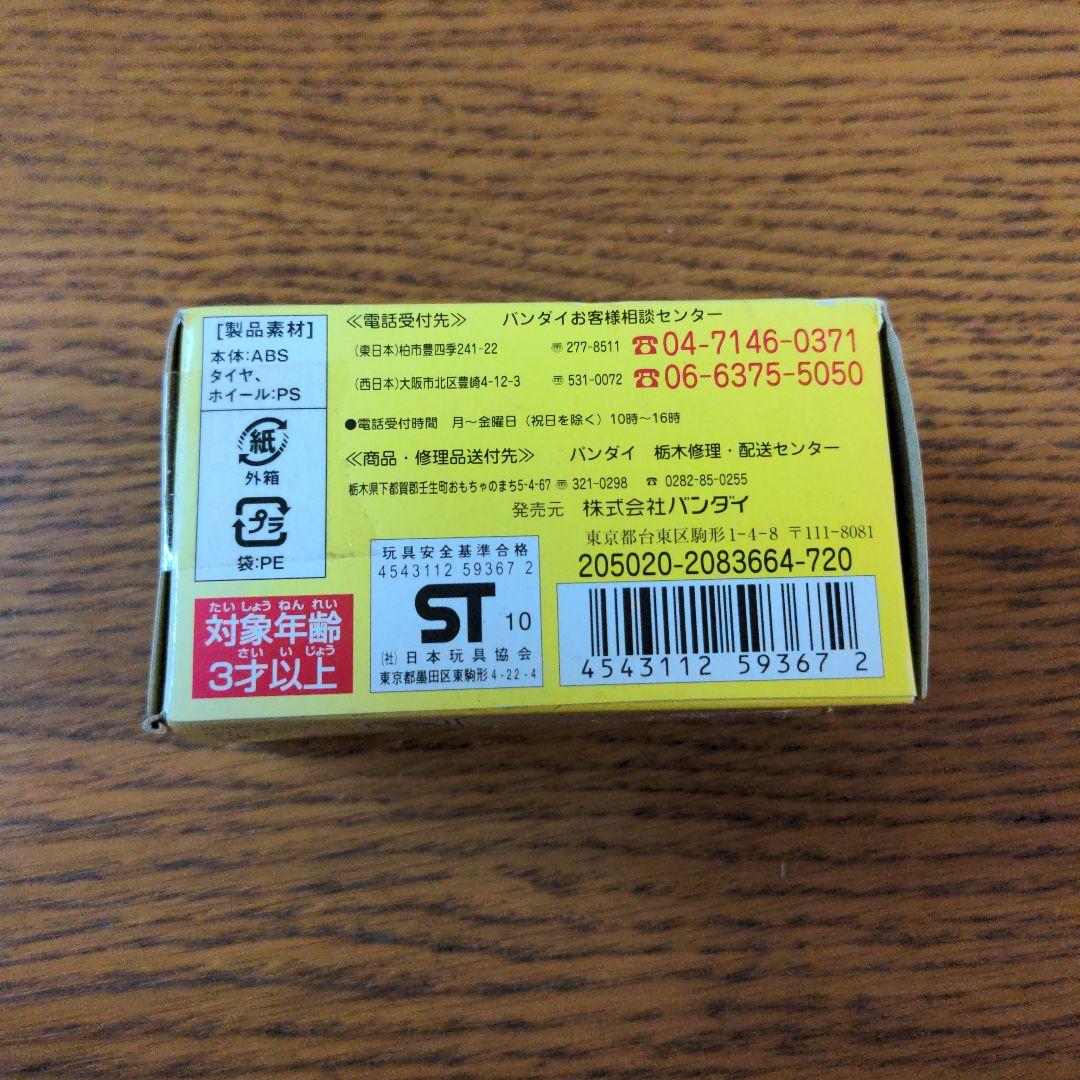 [製品素材]
本体:ABS
タイヤ、
ホイール:PS
紙
外箱
プラ
袋:PE
たいしょうねんれい
対象年齢
さいいじょう
3才以上
≪電話受付先≫ バンダイお客様相談センター
(東日本)柏市豊四季241-22 〠277-8511 ☎04-7146-0371
(西日本)大阪市北区豊崎4-12-3 〠531-0072 ☎06-6375-5050
●電話受付時間 月～金曜日(祝日を除く)10時～16時
≪商品・修理品送付先≫ バンダイ 栃木修理・配送センター
栃木県下都賀郡壬生町おもちゃのまち5-4-67 〠321-0298 ☎0282-85-0255
発売元 株式会社バンダイ
東京都台東区駒形1-4-8 〒111-8081
205020-2083664-720
玩具安全基準合格
4543112 59367 2
ST 10
(社)日本玩具協会
東京都墨田区東駒形4-22-4
4543112 59367 2